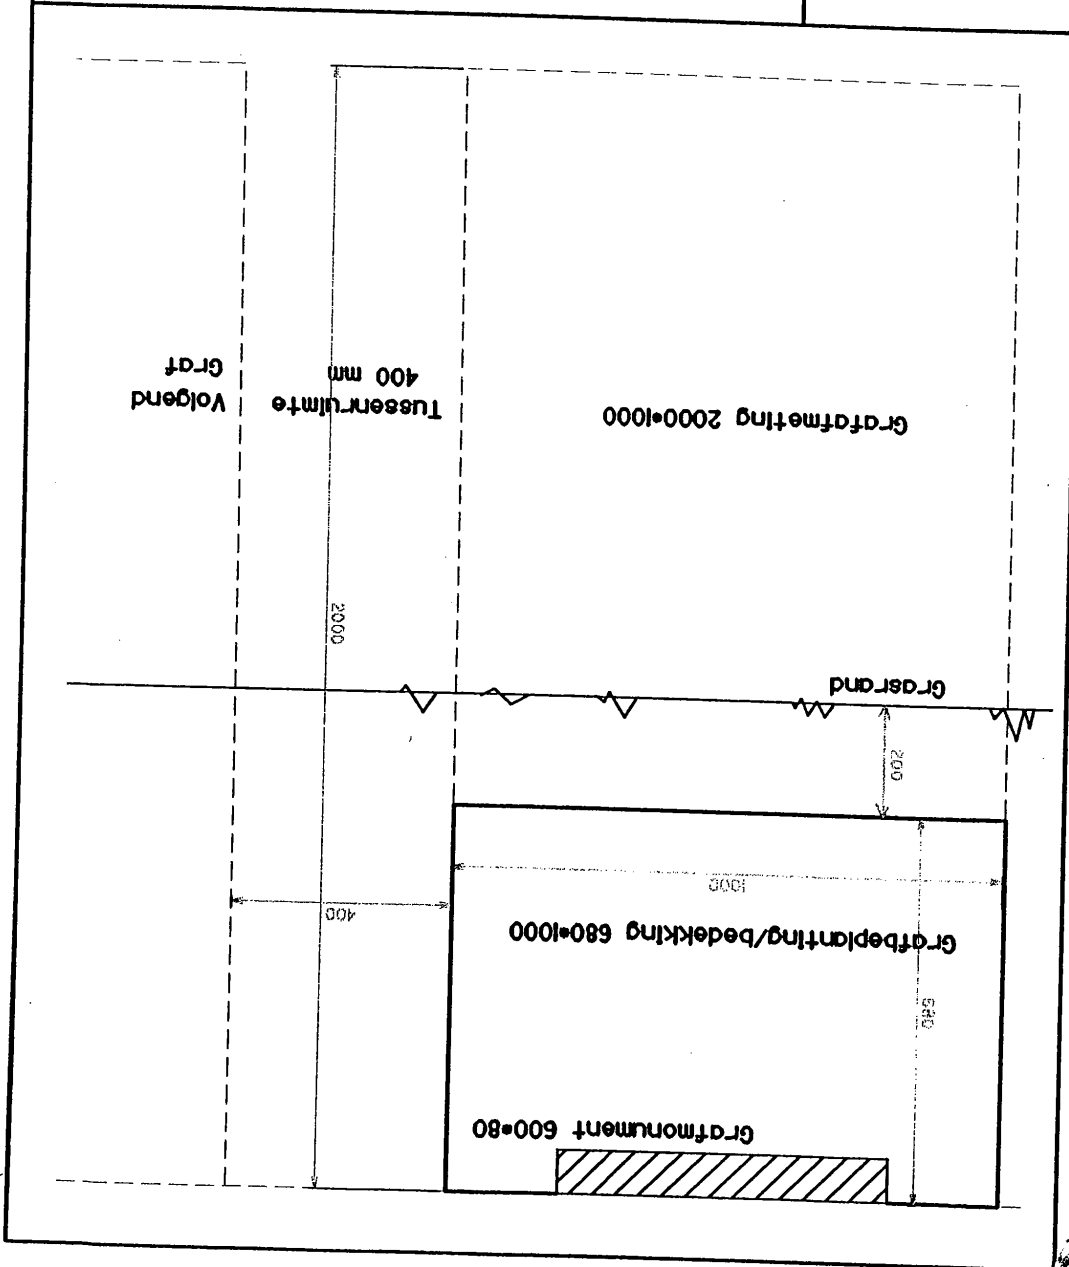 Grafmonument 600*80
680
Grafbeplanting/bedekking 680*1000
400
1000
200
Grasrand
2000
Grafafmeting 2000*1000
Tussenruimte
400 mm
Volgend
Graf